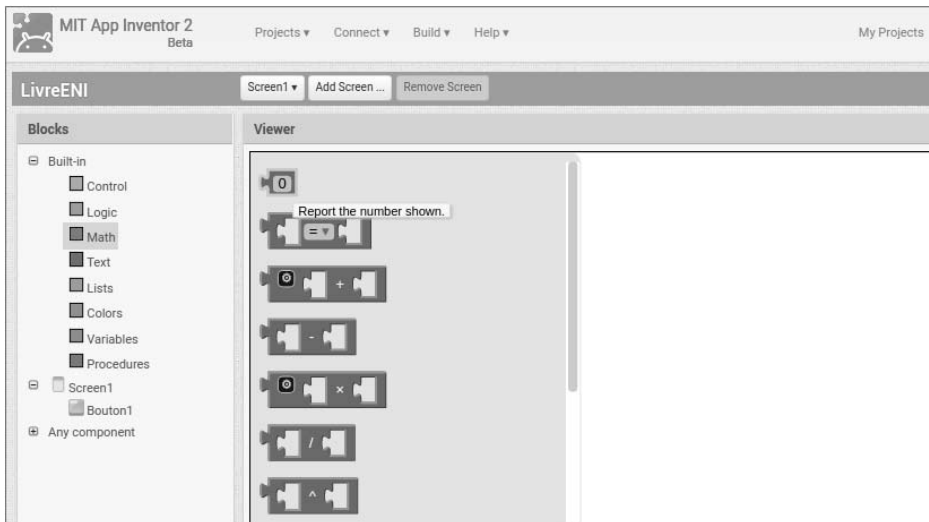 MIT App Inventor 2
Beta
Projects Connect Build Help My Projects
LivreENI Screen1 Add Screen ... Remove Screen
Blocks Viewer
Built-in
Control
Logic
Math
Text
Lists
Colors
Variables
Procedures
Screen1
Bouton1
Any component
0
Report the number shown.
=
+
-
×
/
^